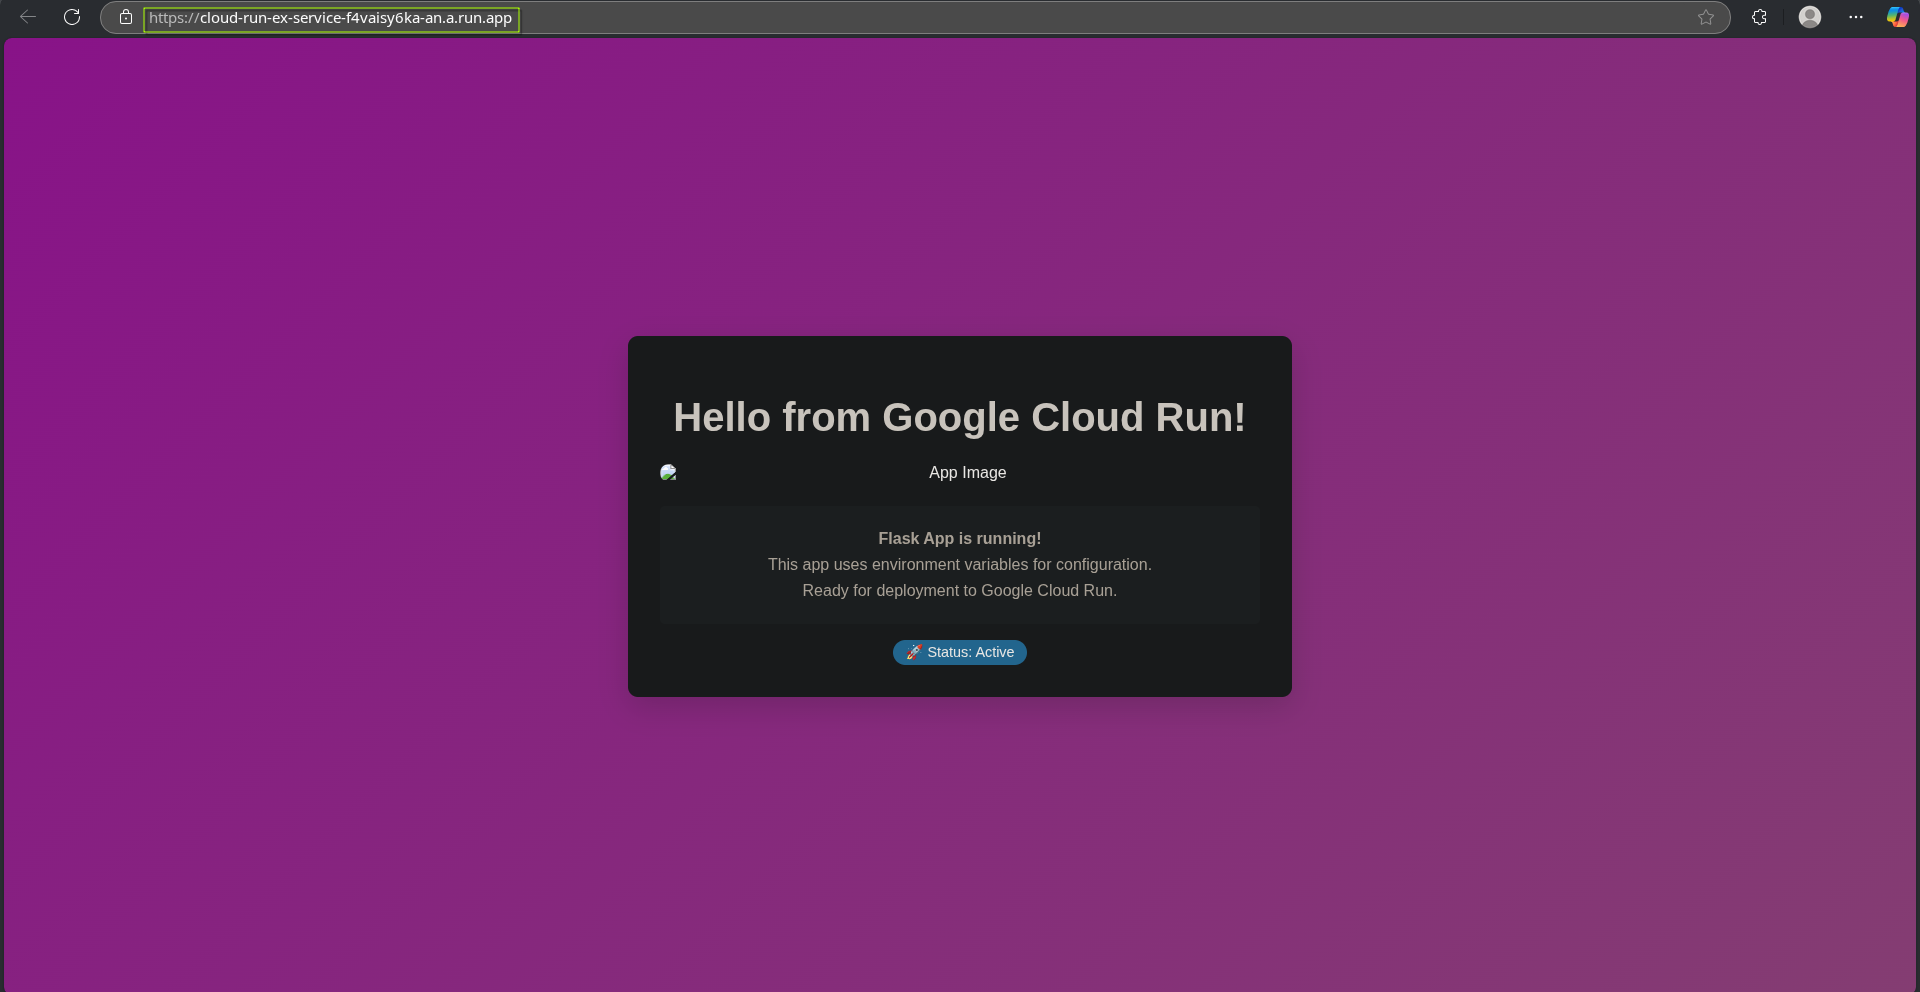 https://cloud-run-ex-service-f4vaisy6ka-an.a.run.app
Hello from Google Cloud Run!
App Image
Flask App is running!
This app uses environment variables for configuration.
Ready for deployment to Google Cloud Run.
🚀 Status: Active